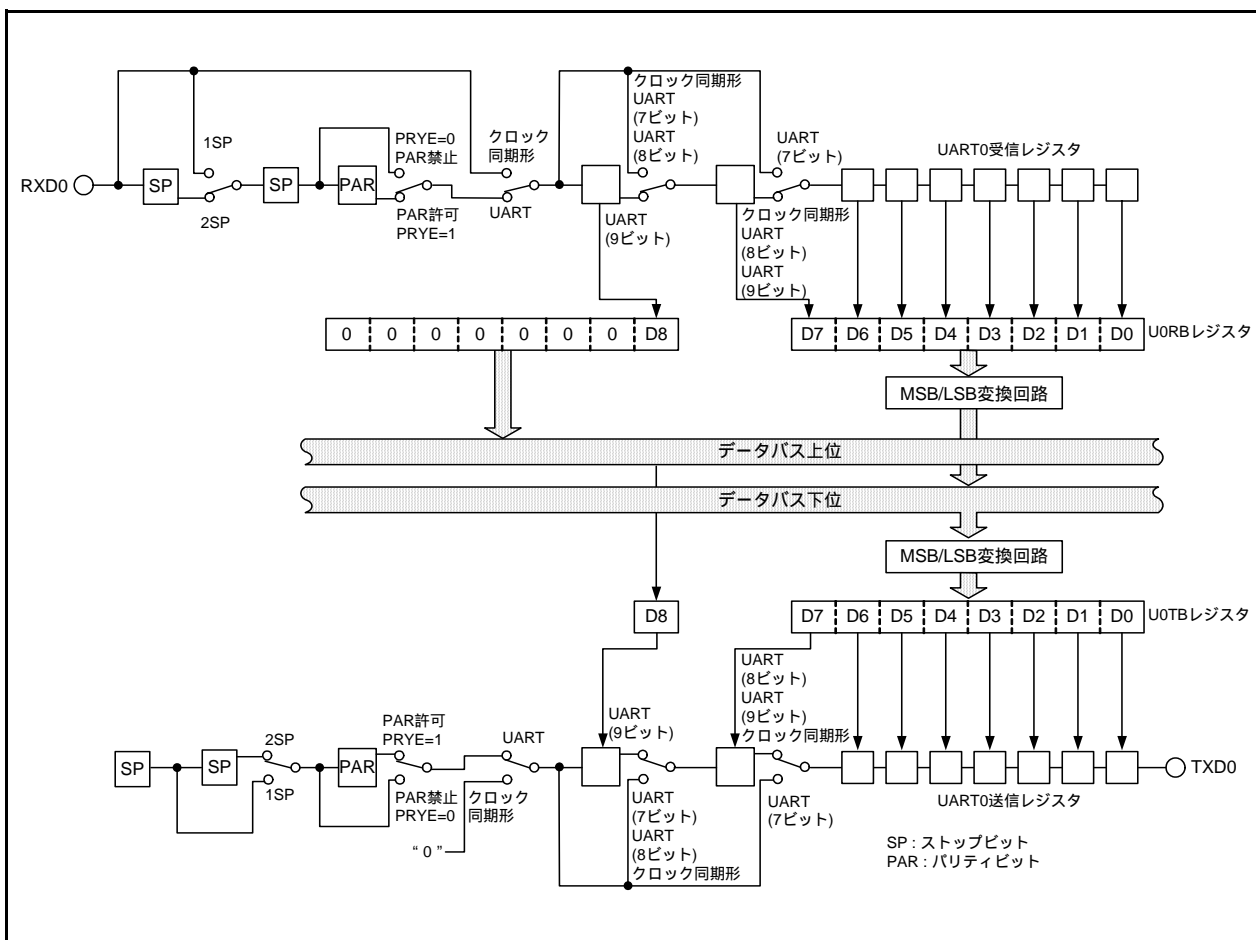 クロック同期形
UART
(7ビット)
UART
(8ビット)
UART
(7ビット)
UART0受信レジスタ
1SP
PRYE=0
PAR禁止
クロック
同期形
RXD0
SP
SP
PAR
2SP
PAR許可
PRYE=1
UART
UART
(9ビット)
クロック同期形
UART
(8ビット)
UART
(9ビット)
0 0 0 0 0 0 0 D8
D7 D6 D5 D4 D3 D2 D1 D0
U0RBレジスタ
MSB/LSB変換回路
データバス上位
データバス下位
MSB/LSB変換回路
D8
D7 D6 D5 D4 D3 D2 D1 D0
U0TBレジスタ
UART
(8ビット)
UART
(9ビット)
クロック同期形
UART
(9ビット)
PAR許可
PRYE=1
UART
2SP
SP
SP
PAR
1SP
PAR禁止
PRYE=0
クロック
同期形
“ 0 ”
UART
(7ビット)
UART
(8ビット)
クロック同期形
UART
(7ビット)
TXD0
UART0送信レジスタ
SP : ストップビット
PAR : パリティビット